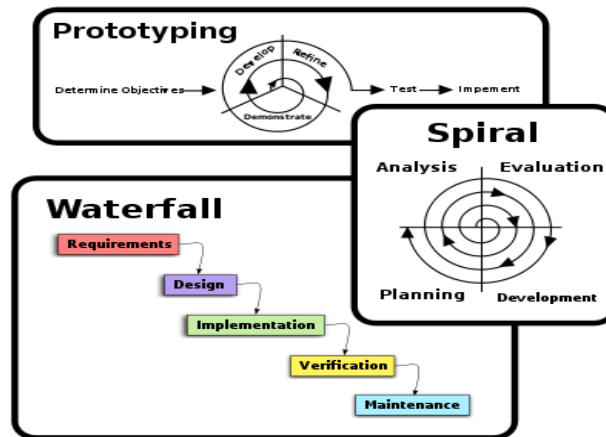 Prototyping
Develop
Refine
Determine Objectives
Test
Impement
Demonstrate
Spiral
Analysis
Evaluation
Planning
Development
Waterfall
Requirements
Design
Implementation
Verification
Maintenance